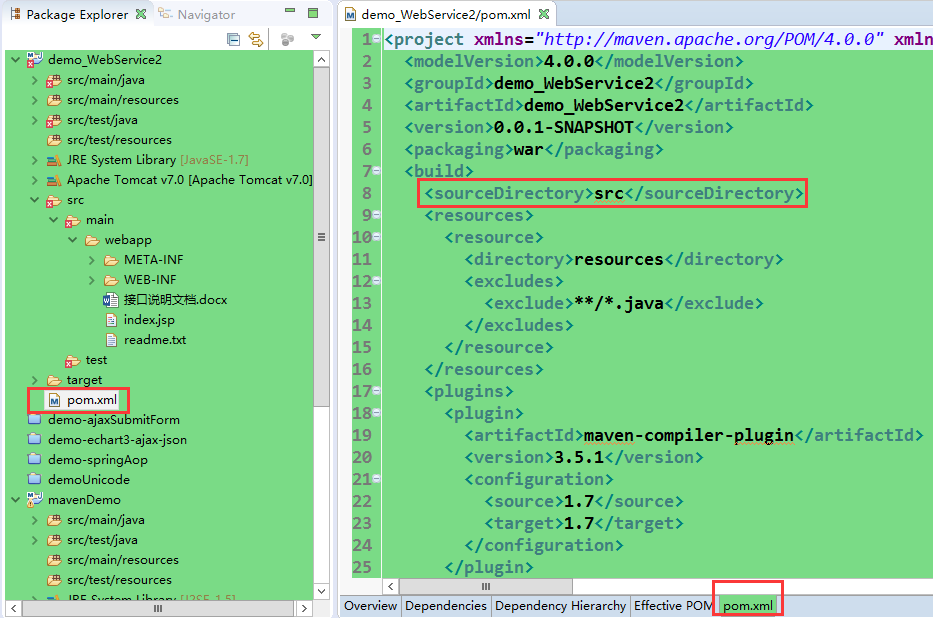 Package Explorer
Navigator
demo_WebService2
src/main/java
src/main/resources
src/test/java
src/test/resources
JRE System Library [JavaSE-1.7]
Apache Tomcat v7.0 [Apache Tomcat v7.0]
src
main
webapp
META-INF
WEB-INF
接口说明文档.docx
index.jsp
readme.txt
test
target
pom.xml
demo-ajaxSubmitForm
demo-echart3-ajax-json
demo-springAop
demoUnicode
mavenDemo
src/main/java
src/test/java
src/main/resources
src/test/resources
JRE System Library [J2SE-1.5]
demo_WebService2/pom.xml
1 <project xmlns="http://maven.apache.org/POM/4.0.0" xmln
2 <modelVersion>4.0.0</modelVersion>
3 <groupId>demo_WebService2</groupId>
4 <artifactId>demo_WebService2</artifactId>
5 <version>0.0.1-SNAPSHOT</version>
6 <packaging>war</packaging>
7 <build>
8 <sourceDirectory>src</sourceDirectory>
9 <resources>
10 <resource>
11 <directory>resources</directory>
12 <excludes>
13 <exclude>**/*.java</exclude>
14 </excludes>
15 </resource>
16 </resources>
17 <plugins>
18 <plugin>
19 <artifactId>maven-compiler-plugin</artifactId>
20 <version>3.5.1</version>
21 <configuration>
22 <source>1.7</source>
23 <target>1.7</target>
24 </configuration>
25 </plugin>
Overview
Dependencies
Dependency Hierarchy
Effective POM
pom.xml